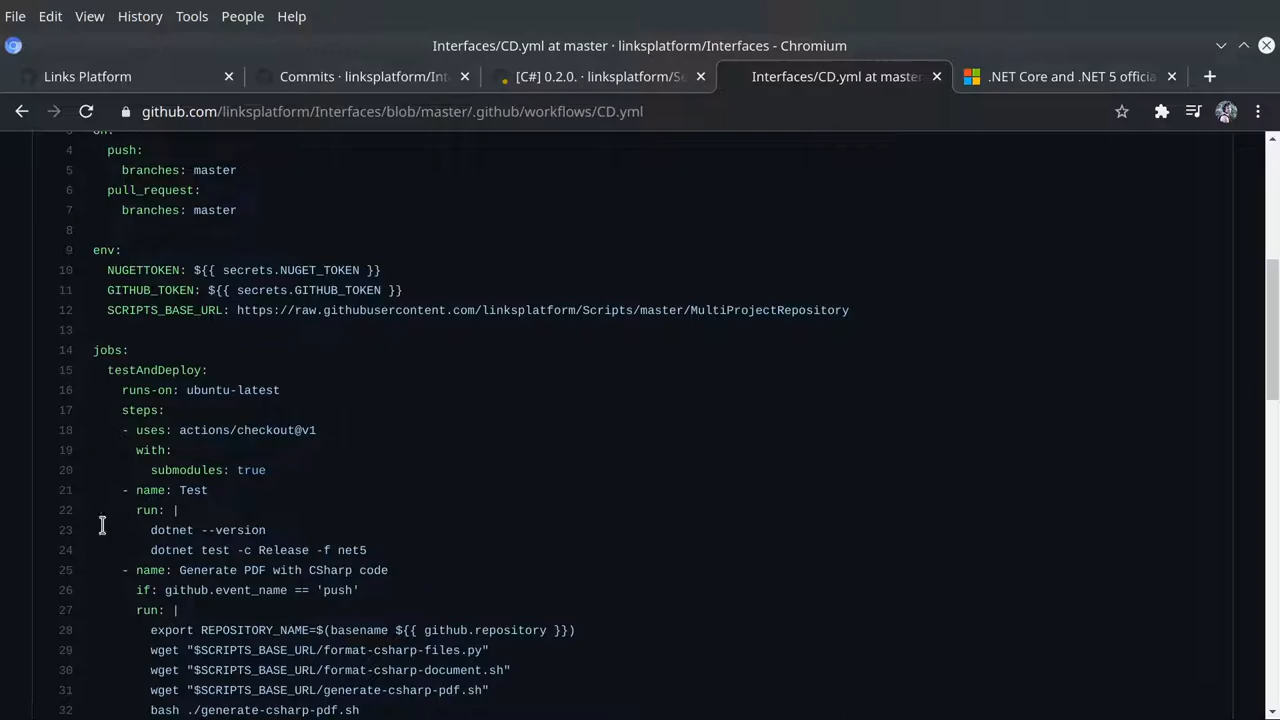 File Edit View History Tools People Help
Interfaces/CD.yml at master · linksplatform/Interfaces - Chromium
Links Platform
Commits · linksplatform/Int
[C#] 0.2.0. · linksplatform/Se
Interfaces/CD.yml at master
.NET Core and .NET 5 officia
github.com/linksplatform/Interfaces/blob/master/.github/workflows/CD.yml
3 on:
4 push:
5 branches: master
6 pull_request:
7 branches: master
8
9 env:
10 NUGETTOKEN: ${{ secrets.NUGET_TOKEN }}
11 GITHUB_TOKEN: ${{ secrets.GITHUB_TOKEN }}
12 SCRIPTS_BASE_URL: https://raw.githubusercontent.com/linksplatform/Scripts/master/MultiProjectRepository
13
14 jobs:
15 testAndDeploy:
16 runs-on: ubuntu-latest
17 steps:
18 - uses: actions/checkout@v1
19 with:
20 submodules: true
21 - name: Test
22 run: |
23 dotnet --version
24 dotnet test -c Release -f net5
25 - name: Generate PDF with CSharp code
26 if: github.event_name == 'push'
27 run: |
28 export REPOSITORY_NAME=$(basename ${{ github.repository }})
29 wget "$SCRIPTS_BASE_URL/format-csharp-files.py"
30 wget "$SCRIPTS_BASE_URL/format-csharp-document.sh"
31 wget "$SCRIPTS_BASE_URL/generate-csharp-pdf.sh"
32 bash ./generate-csharp-pdf.sh